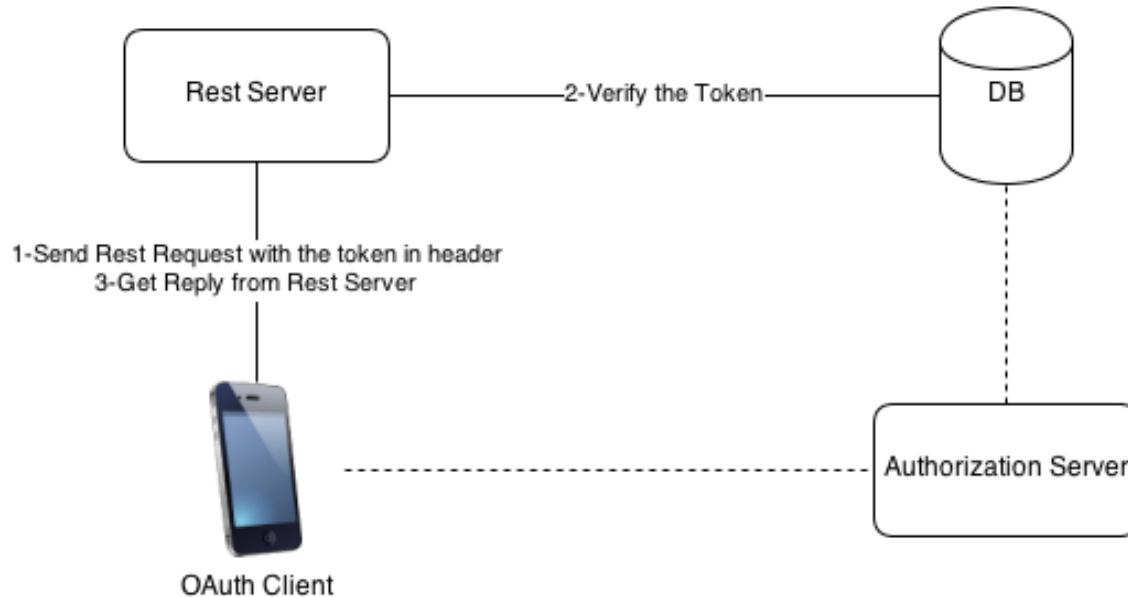 Rest Server
2-Verify the Token
DB
1-Send Rest Request with the token in header
3-Get Reply from Rest Server
Authorization Server
OAuth Client